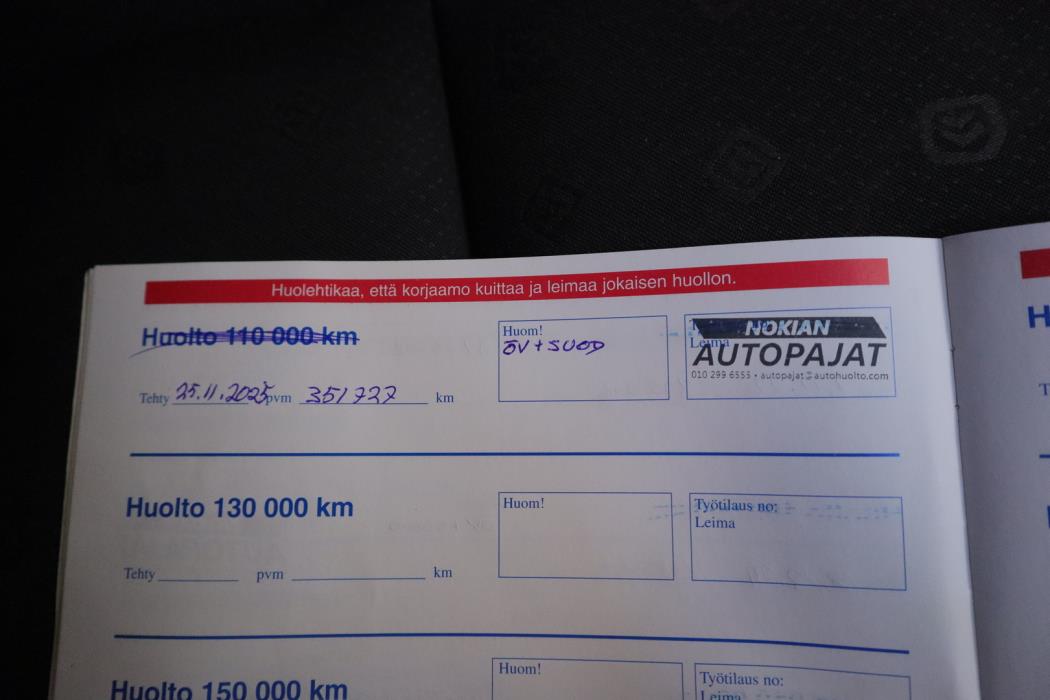 Huolehtikaa, että korjaamo kuittaa ja leimaa jokaisen huollon.
Huolto 110 000 km
Huom!
ÖV + SUOD
Leima
NOKIAN
AUTOPAJAT
010 299 6555 • autopajat@autohuolto.com
Tehty 25.11.2025 pvm 351727 km
Huolto 130 000 km
Huom!
Työtilaus no:
Leima
Tehty pvm km
Huolto 150 000 km
Huom!
Työtilaus no:
Leima
H
T